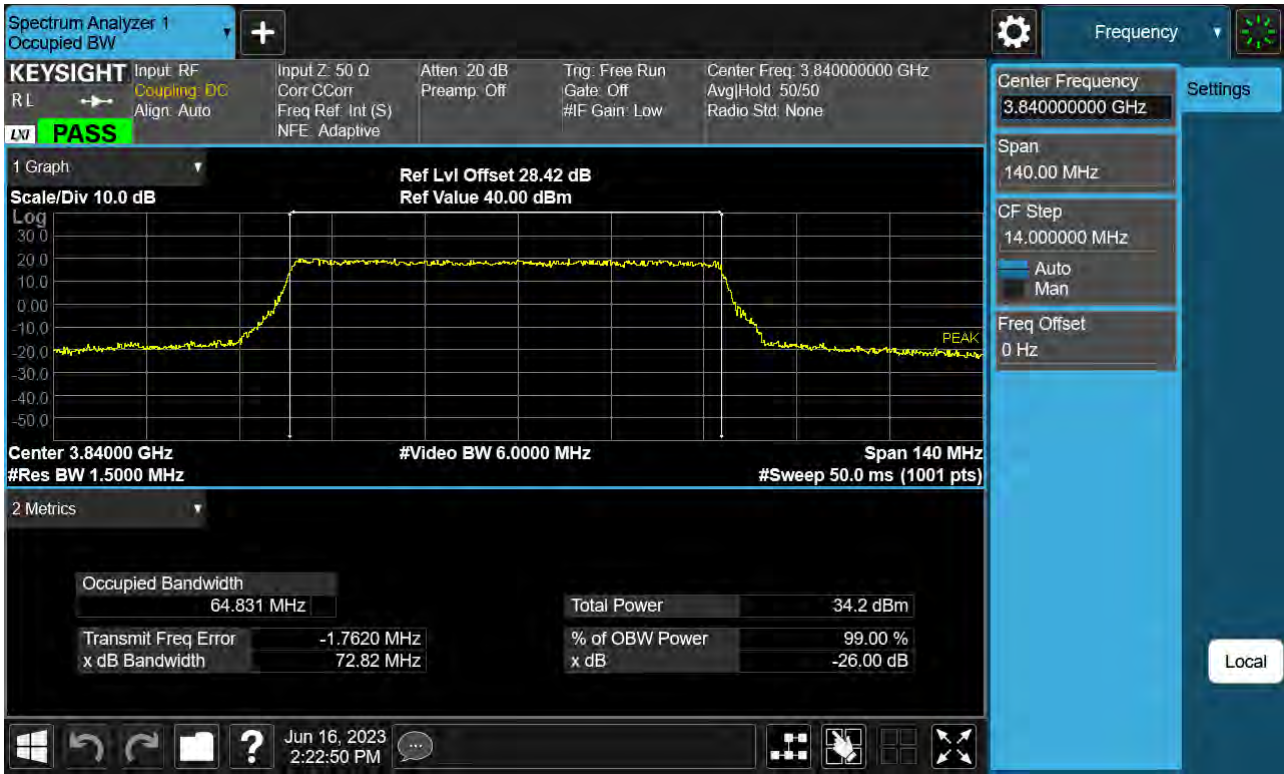 Spectrum Analyzer 1
Occupied BW
+
Frequency
KEYSIGHT
RL
LXI
PASS
Input: RF
Coupling: DC
Align: Auto
Input Z: 50 Ω
Corr CCorr
Freq Ref: Int (S)
NFE: Adaptive
Atten: 20 dB
Preamp: Off
Trig: Free Run
Gate: Off
#IF Gain: Low
Center Freq: 3.840000000 GHz
Avg|Hold: 50/50
Radio Std: None
Center Frequency
3.840000000 GHz
Settings
Span
140.00 MHz
CF Step
14.000000 MHz
Auto
Man
Freq Offset
0 Hz
Local
1 Graph
Scale/Div 10.0 dB
Ref Lvl Offset 28.42 dB
Ref Value 40.00 dBm
Log
30.0
20.0
10.0
0.00
-10.0
-20.0
-30.0
-40.0
-50.0
PEAK
Center 3.84000 GHz
#Video BW 6.0000 MHz
Span 140 MHz
#Res BW 1.5000 MHz
#Sweep 50.0 ms (1001 pts)
2 Metrics
Occupied Bandwidth
64.831 MHz
Transmit Freq Error -1.7620 MHz
x dB Bandwidth 72.82 MHz
Total Power 34.2 dBm
% of OBW Power 99.00 %
x dB -26.00 dB
?
Jun 16, 2023
2:22:50 PM